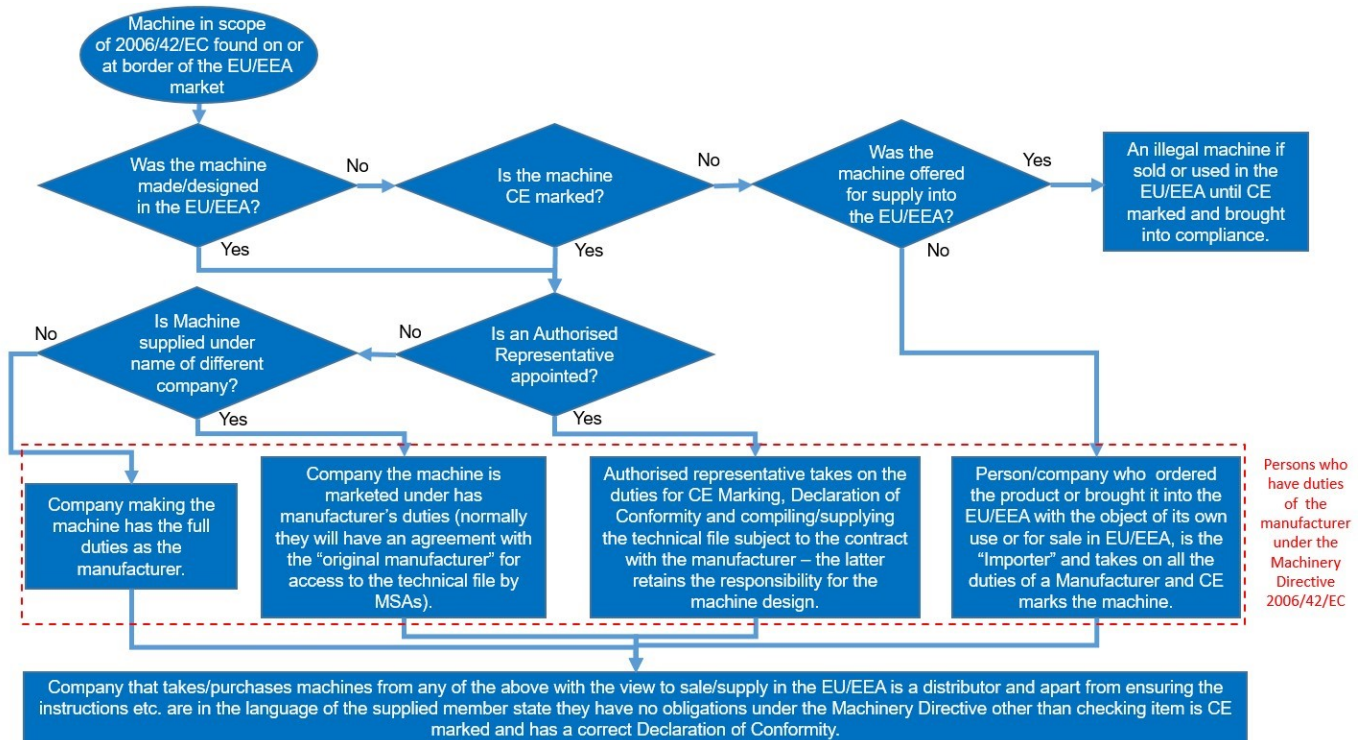 Machine in scope
of 2006/42/EC found on or
at border of the EU/EEA
market
Was the machine
made/designed
in the EU/EEA?
No
Is the machine
CE marked?
No
Was the
machine offered
for supply into
the EU/EEA?
Yes
An illegal machine if
sold or used in the
EU/EEA until CE
marked and brought
into compliance.
Yes
Yes
No
No
Is Machine
supplied under
name of different
company?
No
Is an Authorised
Representative
appointed?
Yes
Yes
Company making the
machine has the full
duties as the
manufacturer.
Company the machine is
marketed under has
manufacturer's duties (normally
they will have an agreement with
the “original manufacturer” for
access to the technical file by
MSAs).
Authorised representative takes on the
duties for CE Marking, Declaration of
Conformity and compiling/supplying
the technical file subject to the contract
with the manufacturer – the latter
retains the responsibility for the
machine design.
Person/company who ordered
the product or brought it into the
EU/EEA with the object of its own
use or for sale in EU/EEA, is the
“Importer” and takes on all the
duties of a Manufacturer and CE
marks the machine.
Persons who
have duties
of the
manufacturer
under the
Machinery
Directive
2006/42/EC
Company that takes/purchases machines from any of the above with the view to sale/supply in the EU/EEA is a distributor and apart from ensuring the
instructions etc. are in the language of the supplied member state they have no obligations under the Machinery Directive other than checking item is CE
marked and has a correct Declaration of Conformity.